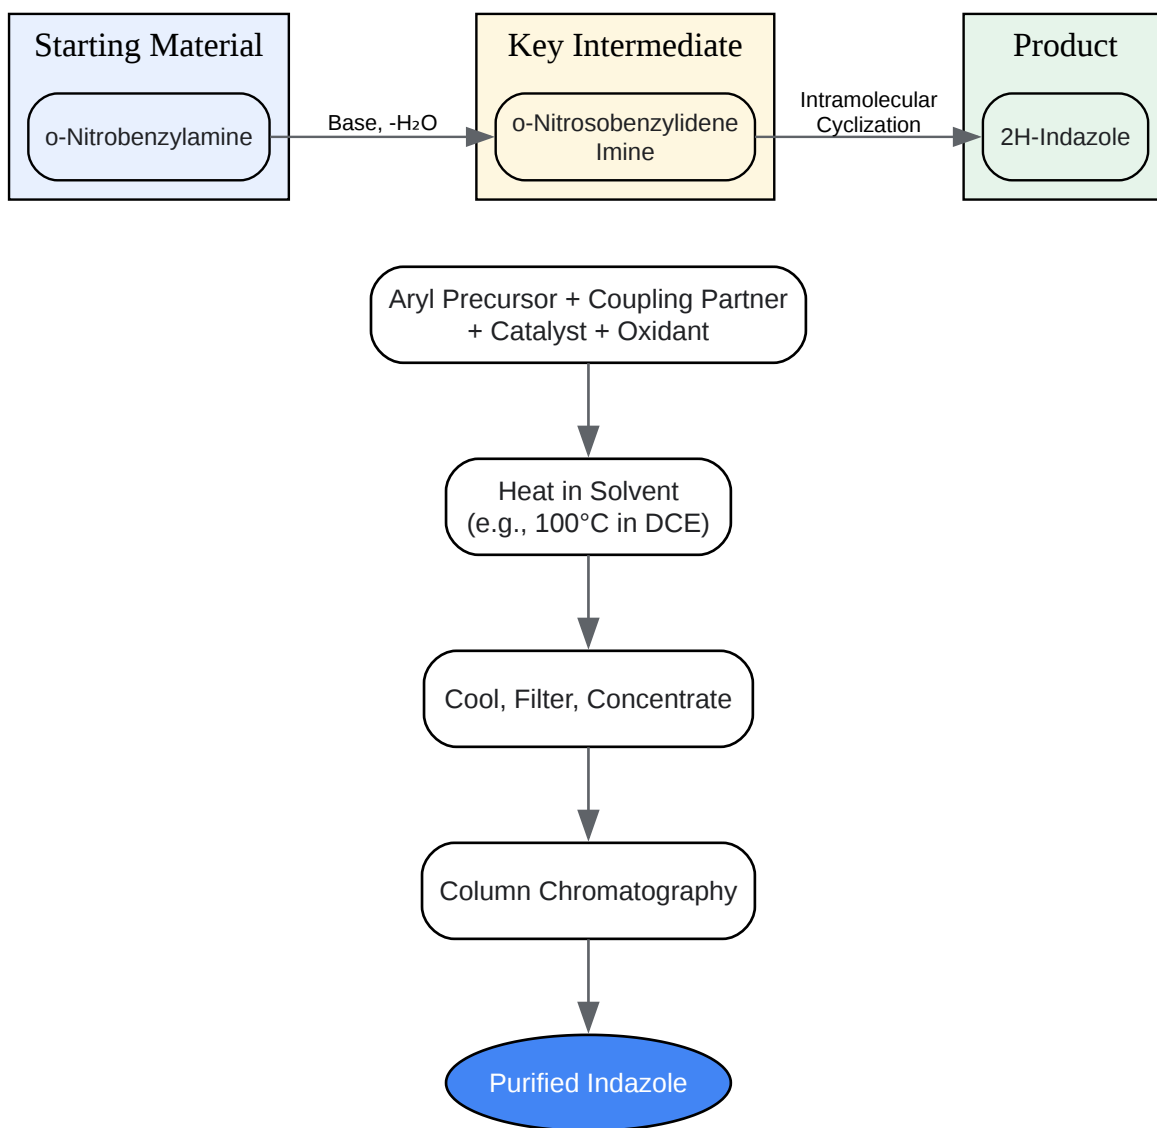 Starting Material
Key Intermediate
Product
o-Nitrobenzylamine
Base, -H₂O
o-Nitrosobenzylidene
Imine
Intramolecular
Cyclization
2H-Indazole
Aryl Precursor + Coupling Partner
+ Catalyst + Oxidant
Heat in Solvent
(e.g., 100°C in DCE)
Cool, Filter, Concentrate
Column Chromatography
Purified Indazole